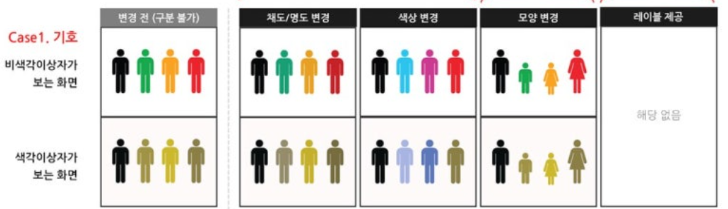 변경 전 (구분 불가)
채도/명도 변경
색상 변경
모양 변경
레이블 제공
Case1. 기호
비색각이상자가
보는 화면
해당 없음
색각이상자가
보는 화면